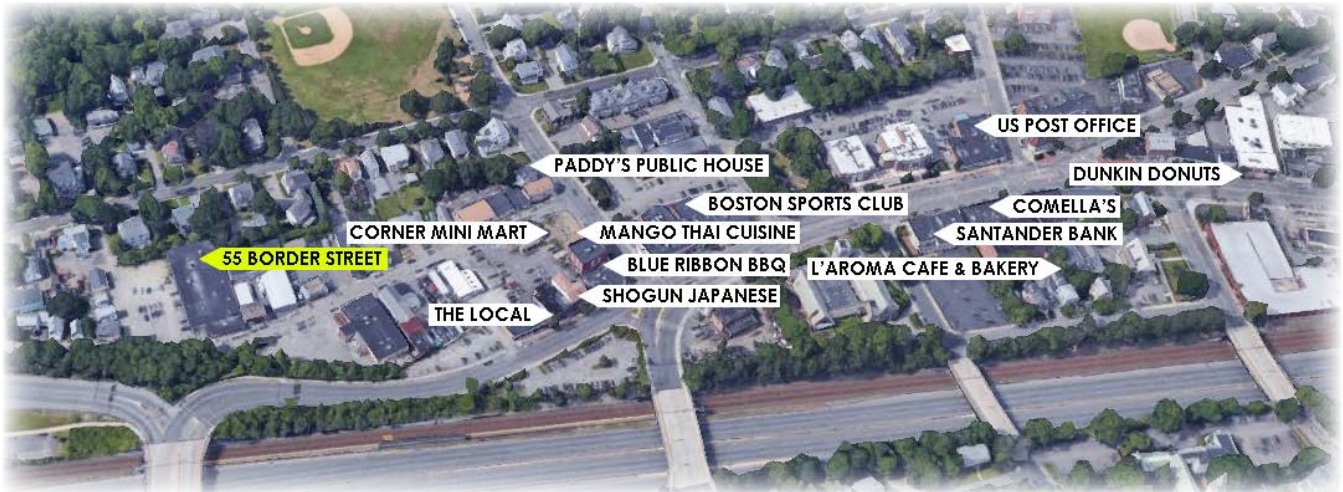 US POST OFFICE
PADDY'S PUBLIC HOUSE
DUNKIN DONUTS
BOSTON SPORTS CLUB
COMELLA'S
CORNER MINI MART
MANGO THAI CUISINE
SANTANDER BANK
55 BORDER STREET
BLUE RIBBON BBQ
L'AROMA CAFE & BAKERY
SHOGUN JAPANESE
THE LOCAL